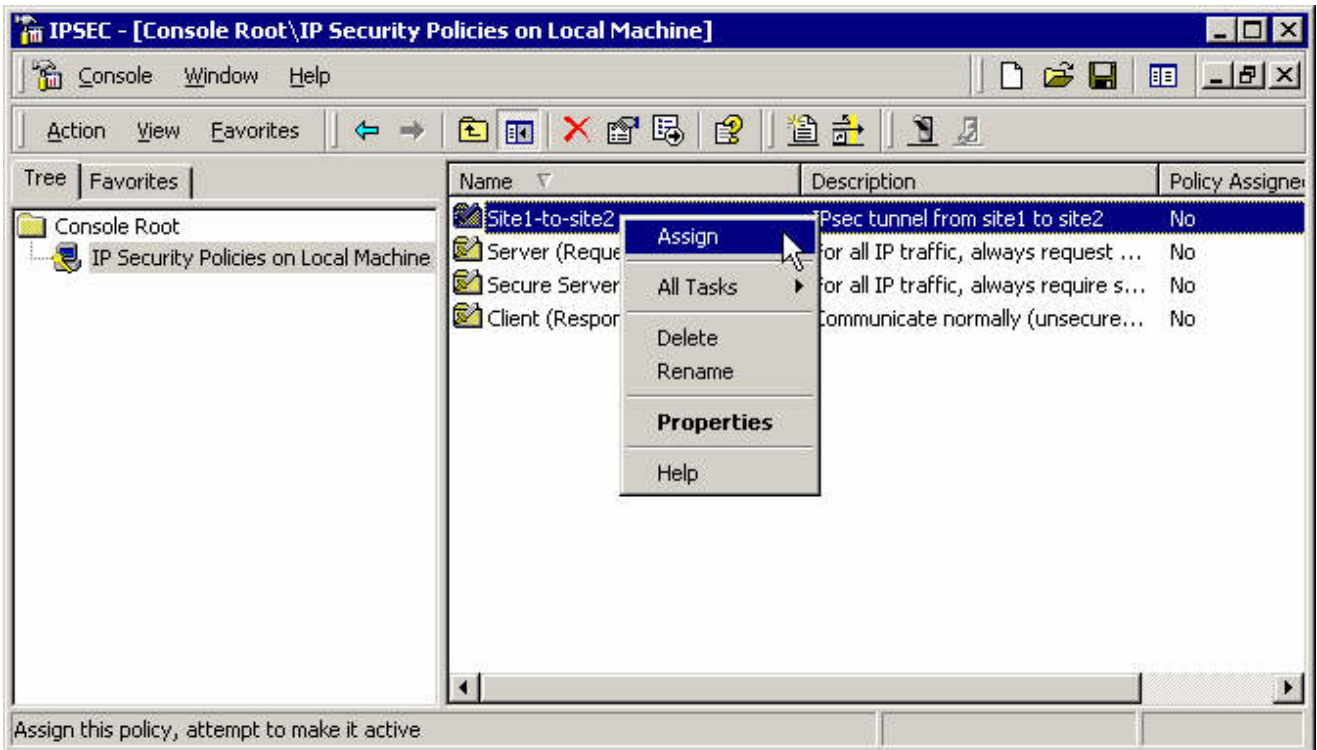 IPSEC - [Console Root\IP Security Policies on Local Machine]
Console Window Help
Action View Favorites
Tree Favorites
Name Description Policy Assigne
Console Root
IP Security Policies on Local Machine
Site1-to-site2 IPsec tunnel from site1 to site2 No
Server (Reque For all IP traffic, always request ... No
Secure Server For all IP traffic, always require s... No
Client (Respor Communicate normally (unsecure... No
Assign
All Tasks
Delete
Rename
Properties
Help
Assign this policy, attempt to make it active